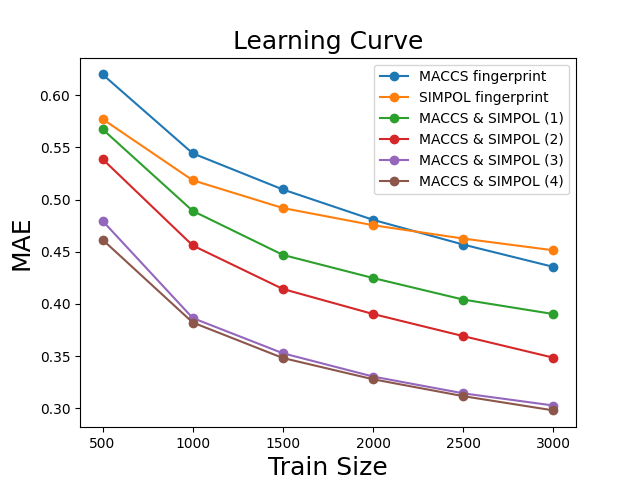 Learning Curve
MACCS fingerprint
SIMPOL fingerprint
MACCS & SIMPOL (1)
MACCS & SIMPOL (2)
MACCS & SIMPOL (3)
MACCS & SIMPOL (4)
MAE
0.60
0.55
0.50
0.45
0.40
0.35
0.30
500 1000 1500 2000 2500 3000
Train Size